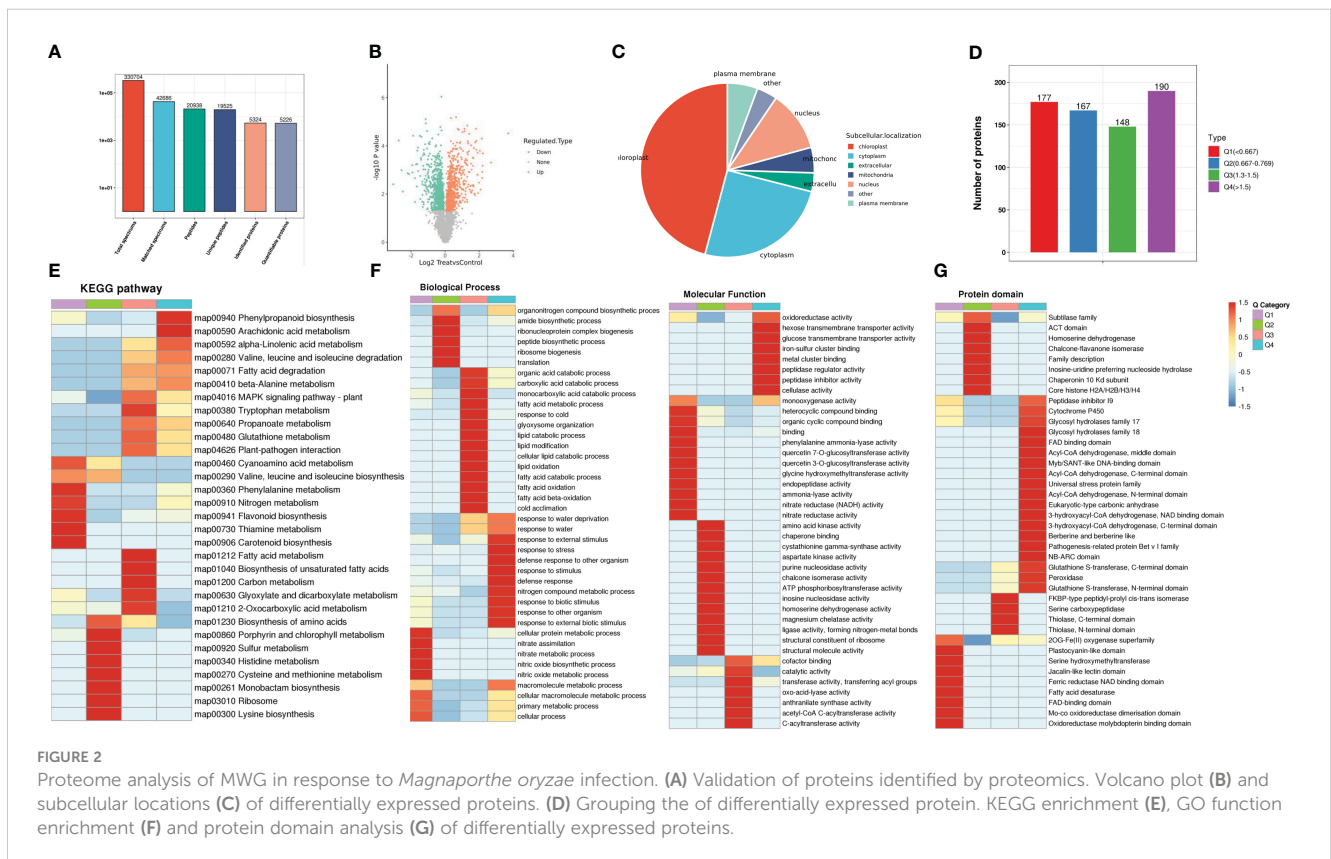 A
330704
42686
20938
19525
5324
5226
1e+05
1e+03
1e+01
Total spectrums
Matched spectrums
Peptides
Unique peptides
Identified proteins
Quantifiable proteins
B
-log10 P value
6
4
2
0
-2
0
2
4
Log2 TreatvsControl
Regulated.Type
Down
None
Up
C
plasma membrane
other
nucleus
mitochonc
extracellu
cytoplasm
hloroplast
Subcellular.localization
chloroplast
cytoplasm
extracellular
mitochondria
nucleus
other
plasma membrane
D
Number of proteins
200
150
100
50
0
177
167
148
190
Type
Q1(<0.667)
Q2(0.667-0.769)
Q3(1.3-1.5)
Q4(>1.5)
E
KEGG pathway
map00940 Phenylpropanoid biosynthesis
map00590 Arachidonic acid metabolism
map00592 alpha-Linolenic acid metabolism
map00280 Valine, leucine and isoleucine degradation
map00071 Fatty acid degradation
map00410 beta-Alanine metabolism
map04016 MAPK signaling pathway - plant
map00380 Tryptophan metabolism
map00640 Propanoate metabolism
map00480 Glutathione metabolism
map04626 Plant-pathogen interaction
map00460 Cyanoamino acid metabolism
map00290 Valine, leucine and isoleucine biosynthesis
map00360 Phenylalanine metabolism
map00910 Nitrogen metabolism
map00941 Flavonoid biosynthesis
map00730 Thiamine metabolism
map00906 Carotenoid biosynthesis
map01212 Fatty acid metabolism
map01040 Biosynthesis of unsaturated fatty acids
map01200 Carbon metabolism
map00630 Glyoxylate and dicarboxylate metabolism
map01210 2-Oxocarboxylic acid metabolism
map01230 Biosynthesis of amino acids
map00860 Porphyrin and chlorophyll metabolism
map00920 Sulfur metabolism
map00340 Histidine metabolism
map00270 Cysteine and methionine metabolism
map00261 Monobactam biosynthesis
map03010 Ribosome
map00300 Lysine biosynthesis
F
Biological Process
organonitrogen compound biosynthetic proces
amide biosynthetic process
ribonucleoprotein complex biogenesis
peptide biosynthetic process
ribosome biogenesis
translation
organic acid catabolic process
carboxylic acid catabolic process
monocarboxylic acid catabolic process
fatty acid metabolic process
response to cold
glyoxysome organization
lipid catabolic process
lipid modification
cellular lipid catabolic process
lipid oxidation
fatty acid catabolic process
fatty acid oxidation
fatty acid beta-oxidation
cold acclimation
response to water deprivation
response to water
response to external stimulus
response to stress
defense response to other organism
response to stimulus
defense response
nitrogen compound metabolic process
response to biotic stimulus
response to other organism
response to external biotic stimulus
cellular protein metabolic process
nitrate assimilation
nitrate metabolic process
nitric oxide biosynthetic process
nitric oxide metabolic process
macromolecule metabolic process
cellular macromolecule metabolic process
primary metabolic process
cellular process
Molecular Function
oxidoreductase activity
hexose transmembrane transporter activity
glucose transmembrane transporter activity
iron-sulfur cluster binding
metal cluster binding
peptidase regulator activity
peptidase inhibitor activity
cellulase activity
monooxygenase activity
heterocyclic compound binding
organic cyclic compound binding
binding
phenylalanine ammonia-lyase activity
quercetin 7-O-glucosyltransferase activity
quercetin 3-O-glucosyltransferase activity
glycine hydroxymethyltransferase activity
endopeptidase activity
ammonia-lyase activity
nitrate reductase (NADH) activity
nitrate reductase activity
amino acid kinase activity
chaperone binding
cystathionine gamma-synthase activity
aspartate kinase activity
purine nucleosidase activity
chalcone isomerase activity
ATP phosphoribosyltransferase activity
inosine nucleosidase activity
homoserine dehydrogenase activity
magnesium chelatase activity
ligase activity, forming nitrogen-metal bonds
structural constituent of ribosome
structural molecule activity
cofactor binding
catalytic activity
transferase activity, transferring acyl groups
oxo-acid-lyase activity
anthranilate synthase activity
acetyl-CoA C-acyltransferase activity
C-acyltransferase activity
G
Protein domain
Subtilase family
ACT domain
Homoserine dehydrogenase
Chalcone-flavanone isomerase
Family description
Inosine-uridine preferring nucleoside hydrolase
Chaperonin 10 Kd subunit
Core histone H2A/H2B/H3/H4
Peptidase inhibitor I9
Cytochrome P450
Glycosyl hydrolases family 17
Glycosyl hydrolases family 18
FAD binding domain
Acyl-CoA dehydrogenase, middle domain
Myb/SANT-like DNA-binding domain
Acyl-CoA dehydrogenase, C-terminal domain
Universal stress protein family
Acyl-CoA dehydrogenase, N-terminal domain
Eukaryotic-type carbonic anhydrase
3-hydroxyacyl-CoA dehydrogenase, NAD binding domain
3-hydroxyacyl-CoA dehydrogenase, C-terminal domain
Berberine and berberine like
Pathogenesis-related protein Bet v I family
NB-ARC domain
Glutathione S-transferase, C-terminal domain
Peroxidase
Glutathione S-transferase, N-terminal domain
FKBP-type peptidyl-prolyl cis-trans isomerase
Serine carboxypeptidase
Thiolase, C-terminal domain
Thiolase, N-terminal domain
2OG-Fe(II) oxygenase superfamily
Plastocyanin-like domain
Serine hydroxymethyltransferase
Jacalin-like lectin domain
Ferric reductase NAD binding domain
Fatty acid desaturase
FAD-binding domain
Mo-co oxidoreductase dimerisation domain
Oxidoreductase molybdopterin binding domain
1.5
1
0.5
0
-0.5
-1
-1.5
Q Category
Q1
Q2
Q3
Q4
FIGURE 2
Proteome analysis of MWG in response to Magnaporthe oryzae infection. (A) Validation of proteins identified by proteomics. Volcano plot (B) and
subcellular locations (C) of differentially expressed proteins. (D) Grouping the of differentially expressed protein. KEGG enrichment (E), GO function
enrichment (F) and protein domain analysis (G) of differentially expressed proteins.